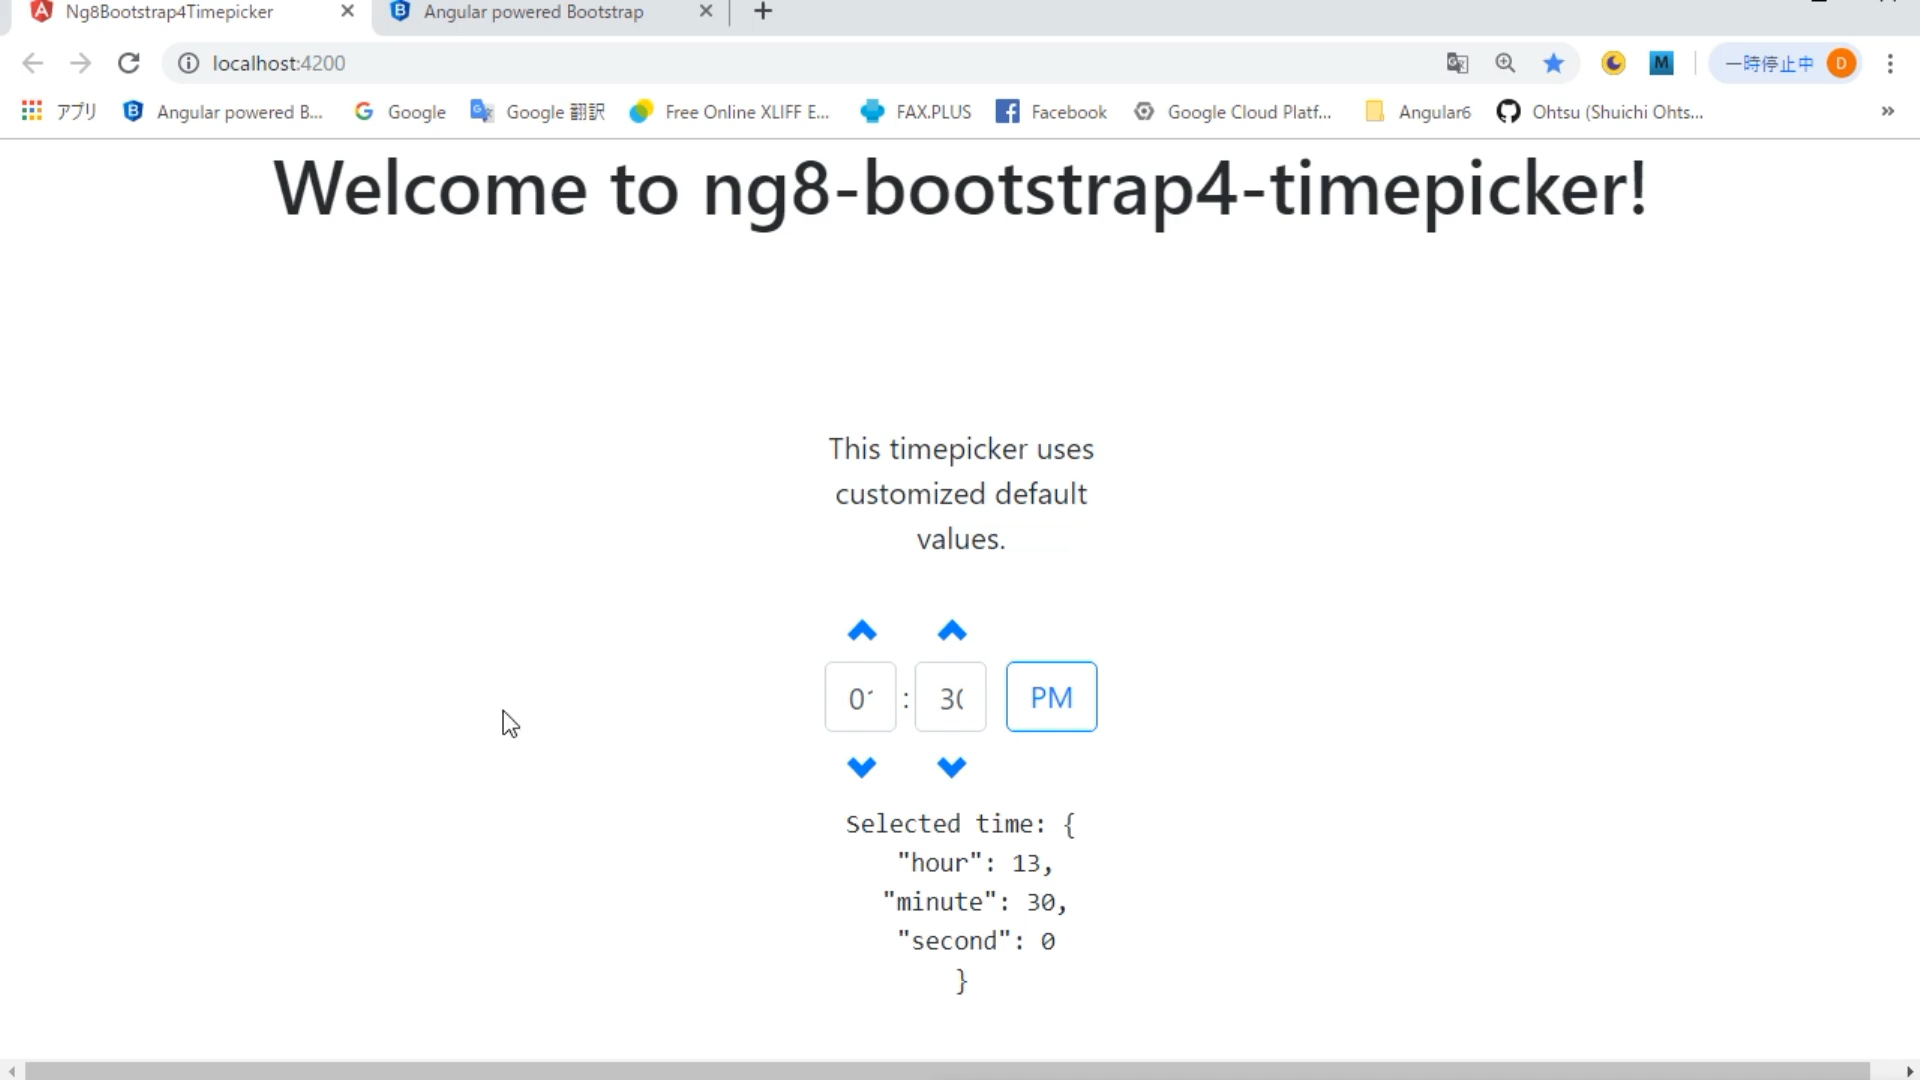 Ng8Bootstrap4Timepicker
Angular powered Bootstrap
localhost:4200
一時停止中 D
アプリ Angular powered B... Google Google 翻訳 Free Online XLIFF E... FAX.PLUS Facebook Google Cloud Platf... Angular6 Ohtsu (Shuichi Ohts... »
Welcome to ng8-bootstrap4-timepicker!
This timepicker uses
customized default
values.
: PM
Selected time: {
"hour": 13,
"minute": 30,
"second": 0
}